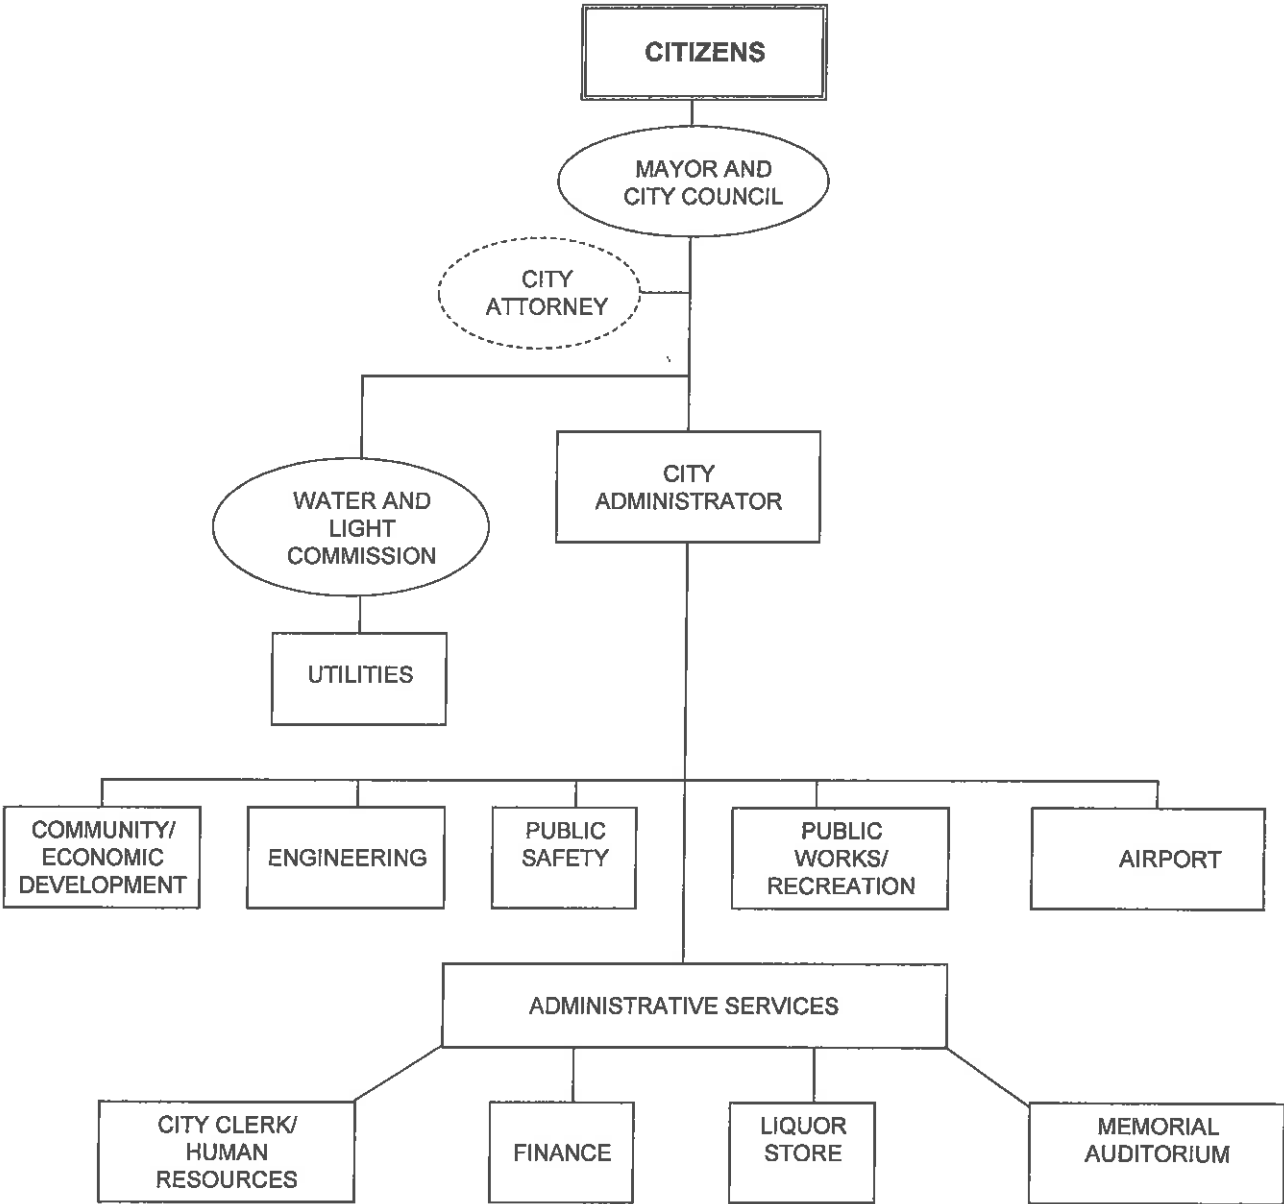 CITIZENS
MAYOR AND
CITY COUNCIL
CITY
ATTORNEY
CITY
ADMINISTRATOR
WATER AND
LIGHT
COMMISSION
UTILITIES
COMMUNITY/
ECONOMIC
DEVELOPMENT
ENGINEERING
PUBLIC
SAFETY
PUBLIC
WORKS/
RECREATION
AIRPORT
ADMINISTRATIVE SERVICES
CITY CLERK/
HUMAN
RESOURCES
FINANCE
LIQUOR
STORE
MEMORIAL
AUDITORIUM